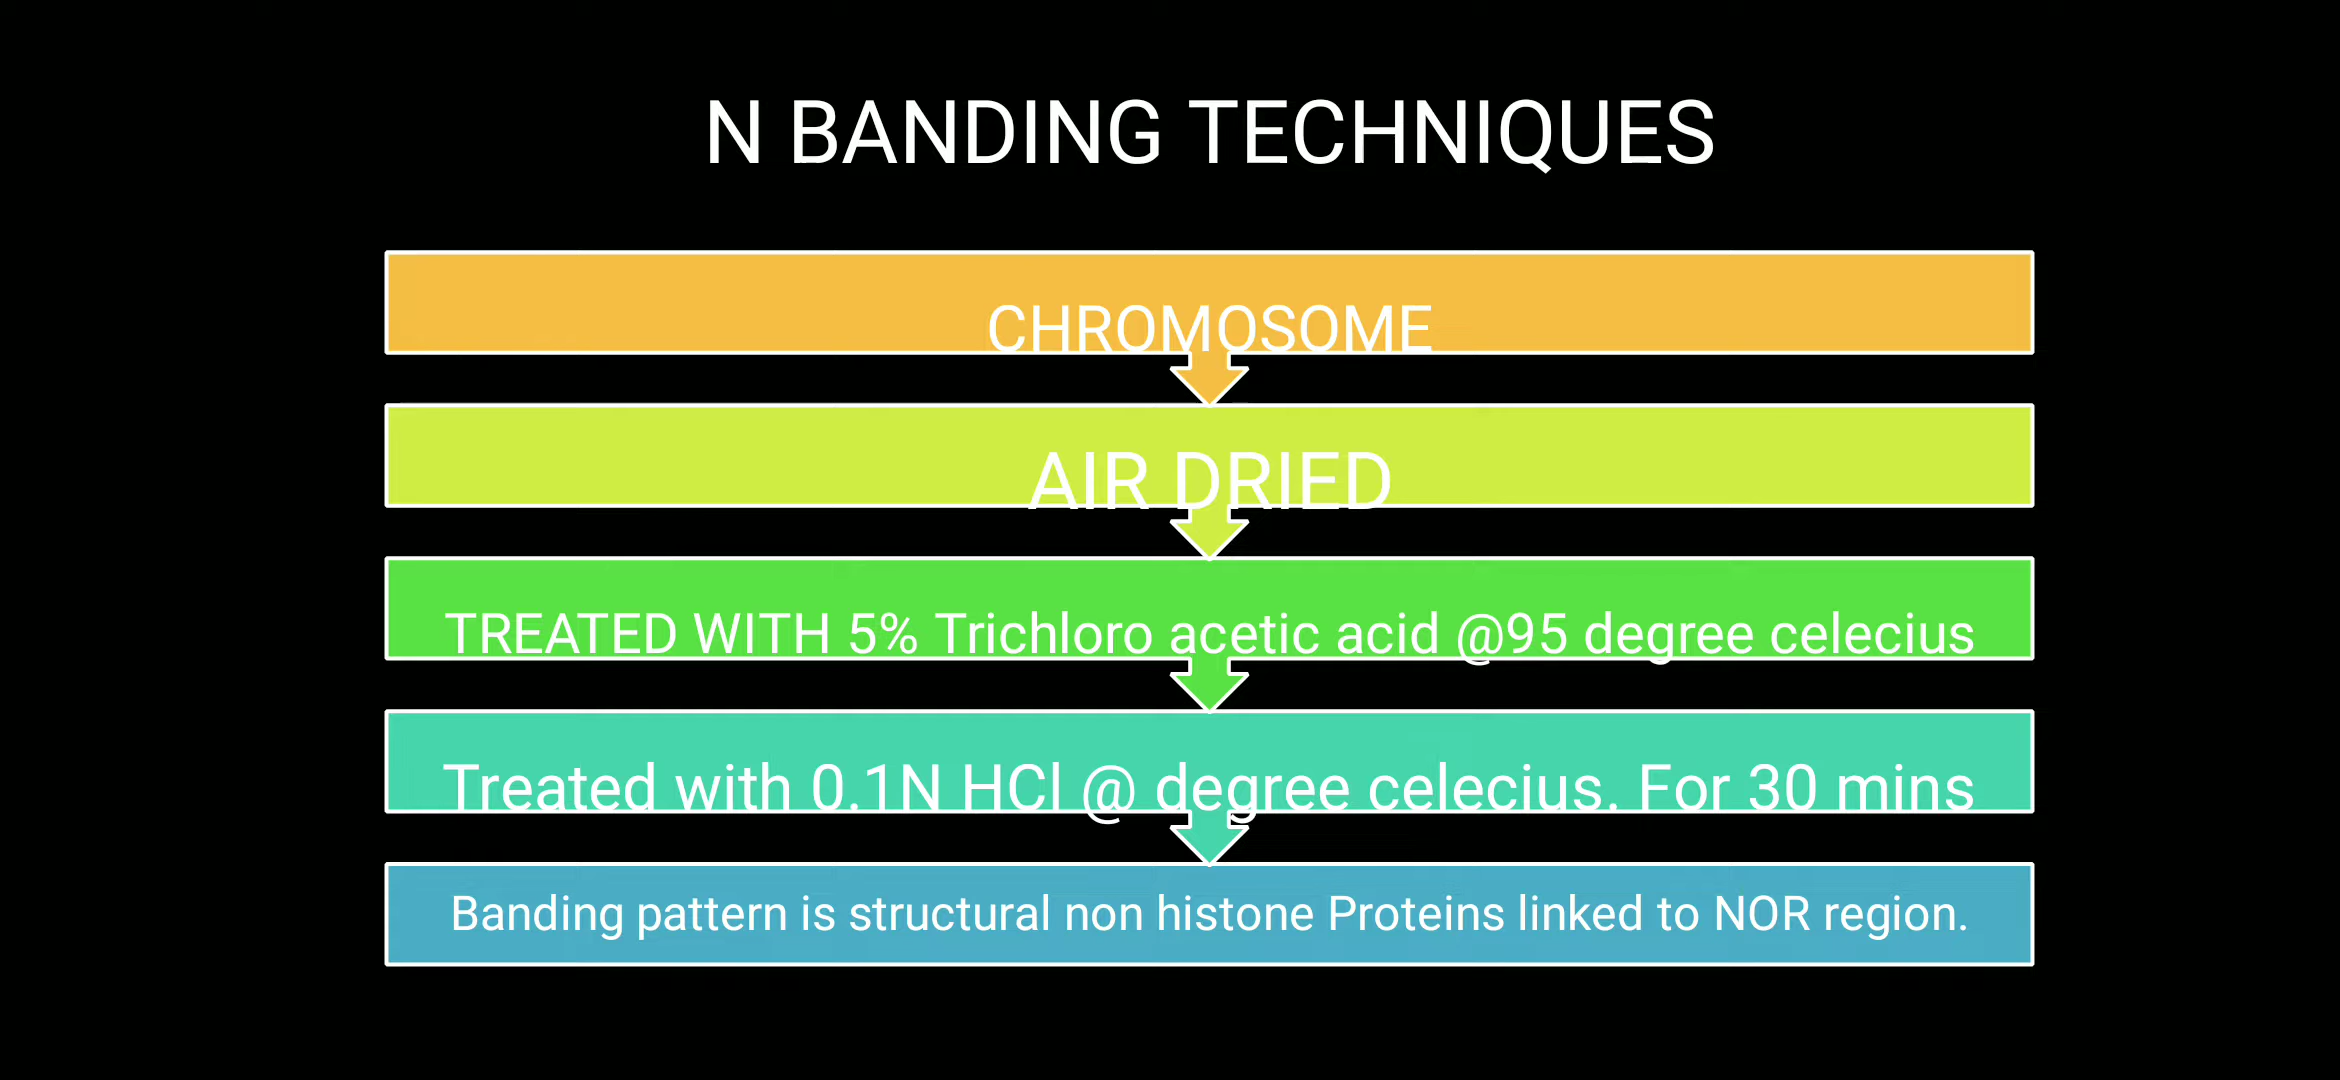 N BANDING TECHNIQUES
CHROMOSOME
AIR DRIED
TREATED WITH 5% Trichloro acetic acid @95 degree celecius
Treated with 0.1N HCl @ degree celecius. For 30 mins
Banding pattern is structural non histone Proteins linked to NOR region.